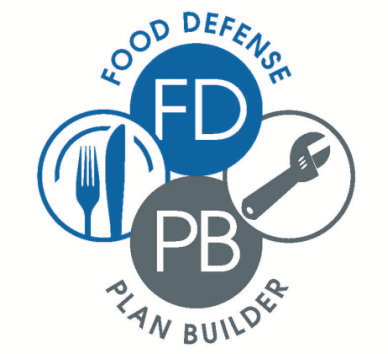 FOOD DEFENSE
FD
PB
PLAN BUILDER